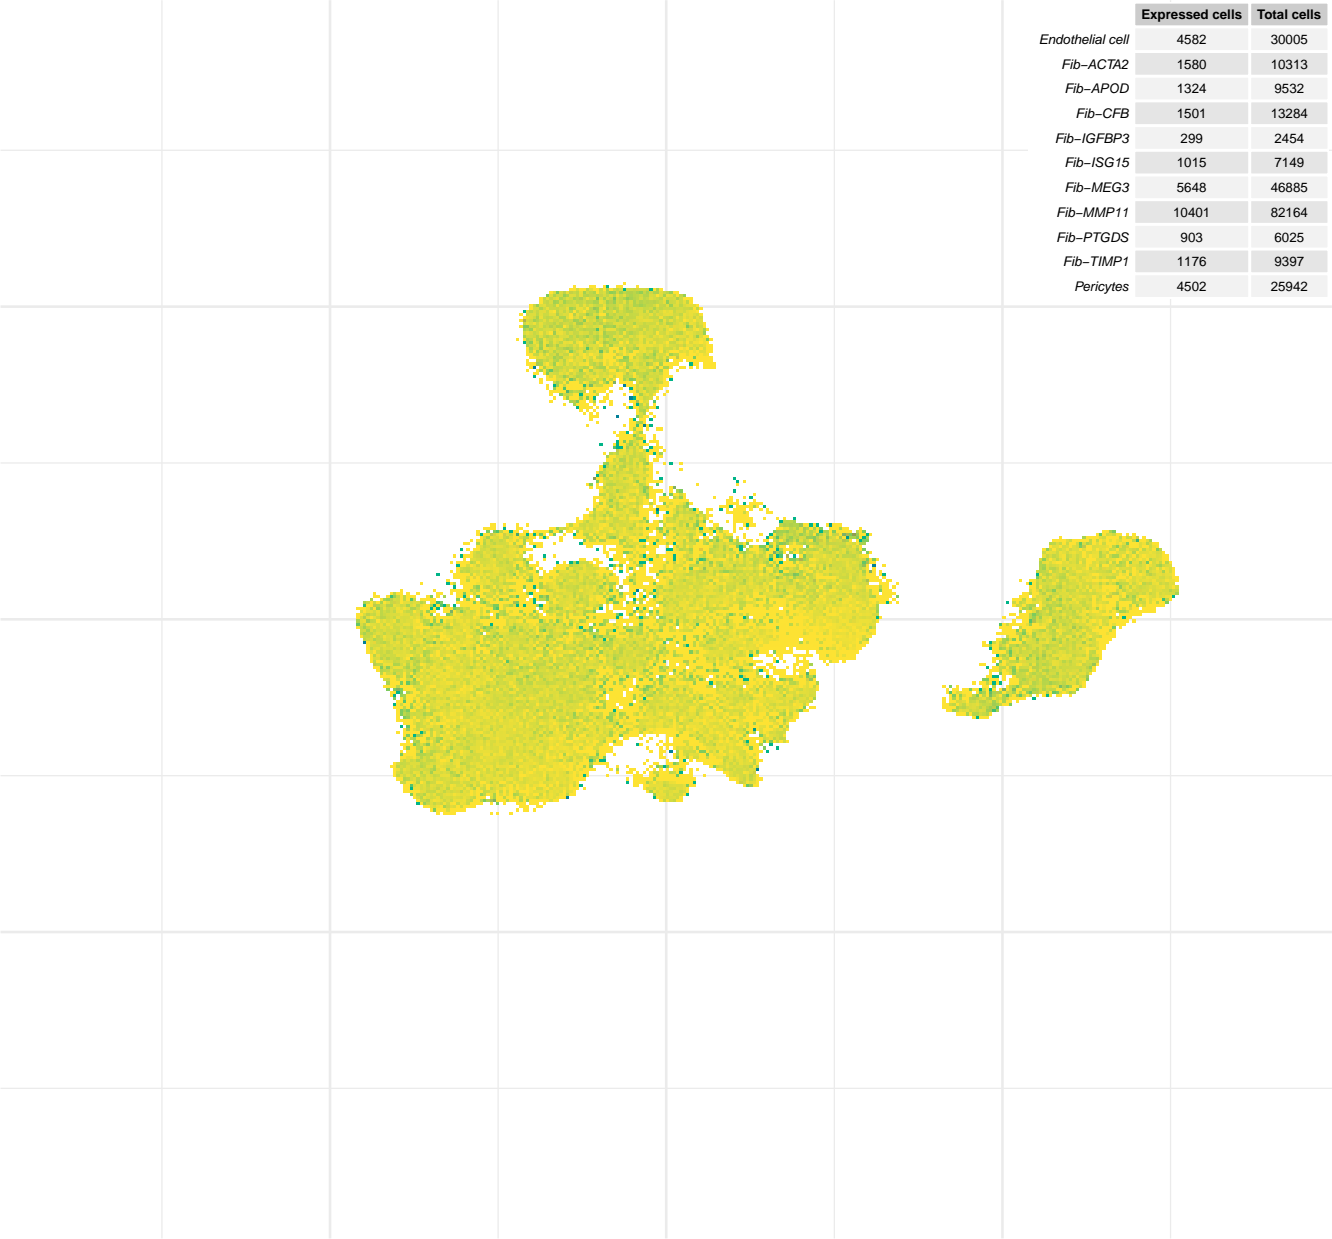 Expressed cells Total cells
Endothelial cell 4582 30005
Fib−ACTA2 1580 10313
Fib−APOD 1324 9532
Fib−CFB 1501 13284
Fib−IGFBP3 299 2454
Fib−ISG15 1015 7149
Fib−MEG3 5648 46885
Fib−MMP11 10401 82164
Fib−PTGDS 903 6025
Fib−TIMP1 1176 9397
Pericytes 4502 25942